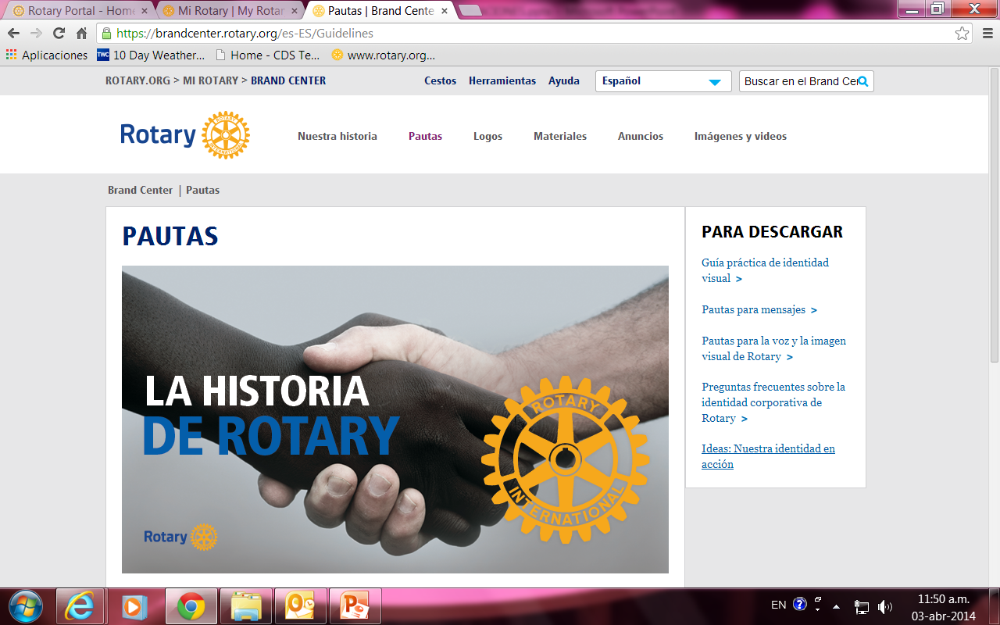 Rotary Portal - Home
Mi Rotary | My Rotar
Pautas | Brand Cente
https://brandcenter.rotary.org/es-ES/Guidelines
Aplicaciones
TWC
10 Day Weather...
Home - CDS Te...
www.rotary.org...
ROTARY.ORG > MI ROTARY > BRAND CENTER
Cestos
Herramientas
Ayuda
Español
Buscar en el Brand Cen
Rotary
ROTARY
INTERNATIONAL
Nuestra historia
Pautas
Logos
Materiales
Anuncios
Imágenes y videos
Brand Center | Pautas
PAUTAS
LA HISTORIA
DE ROTARY
ROTARY
INTERNATIONAL
Rotary
PARA DESCARGAR
Guía práctica de identidad
visual >
Pautas para mensajes >
Pautas para la voz y la imagen
visual de Rotary >
Preguntas frecuentes sobre la
identidad corporativa de
Rotary >
Ideas: Nuestra identidad en
acción
EN
11:50 a.m.
03-abr-2014